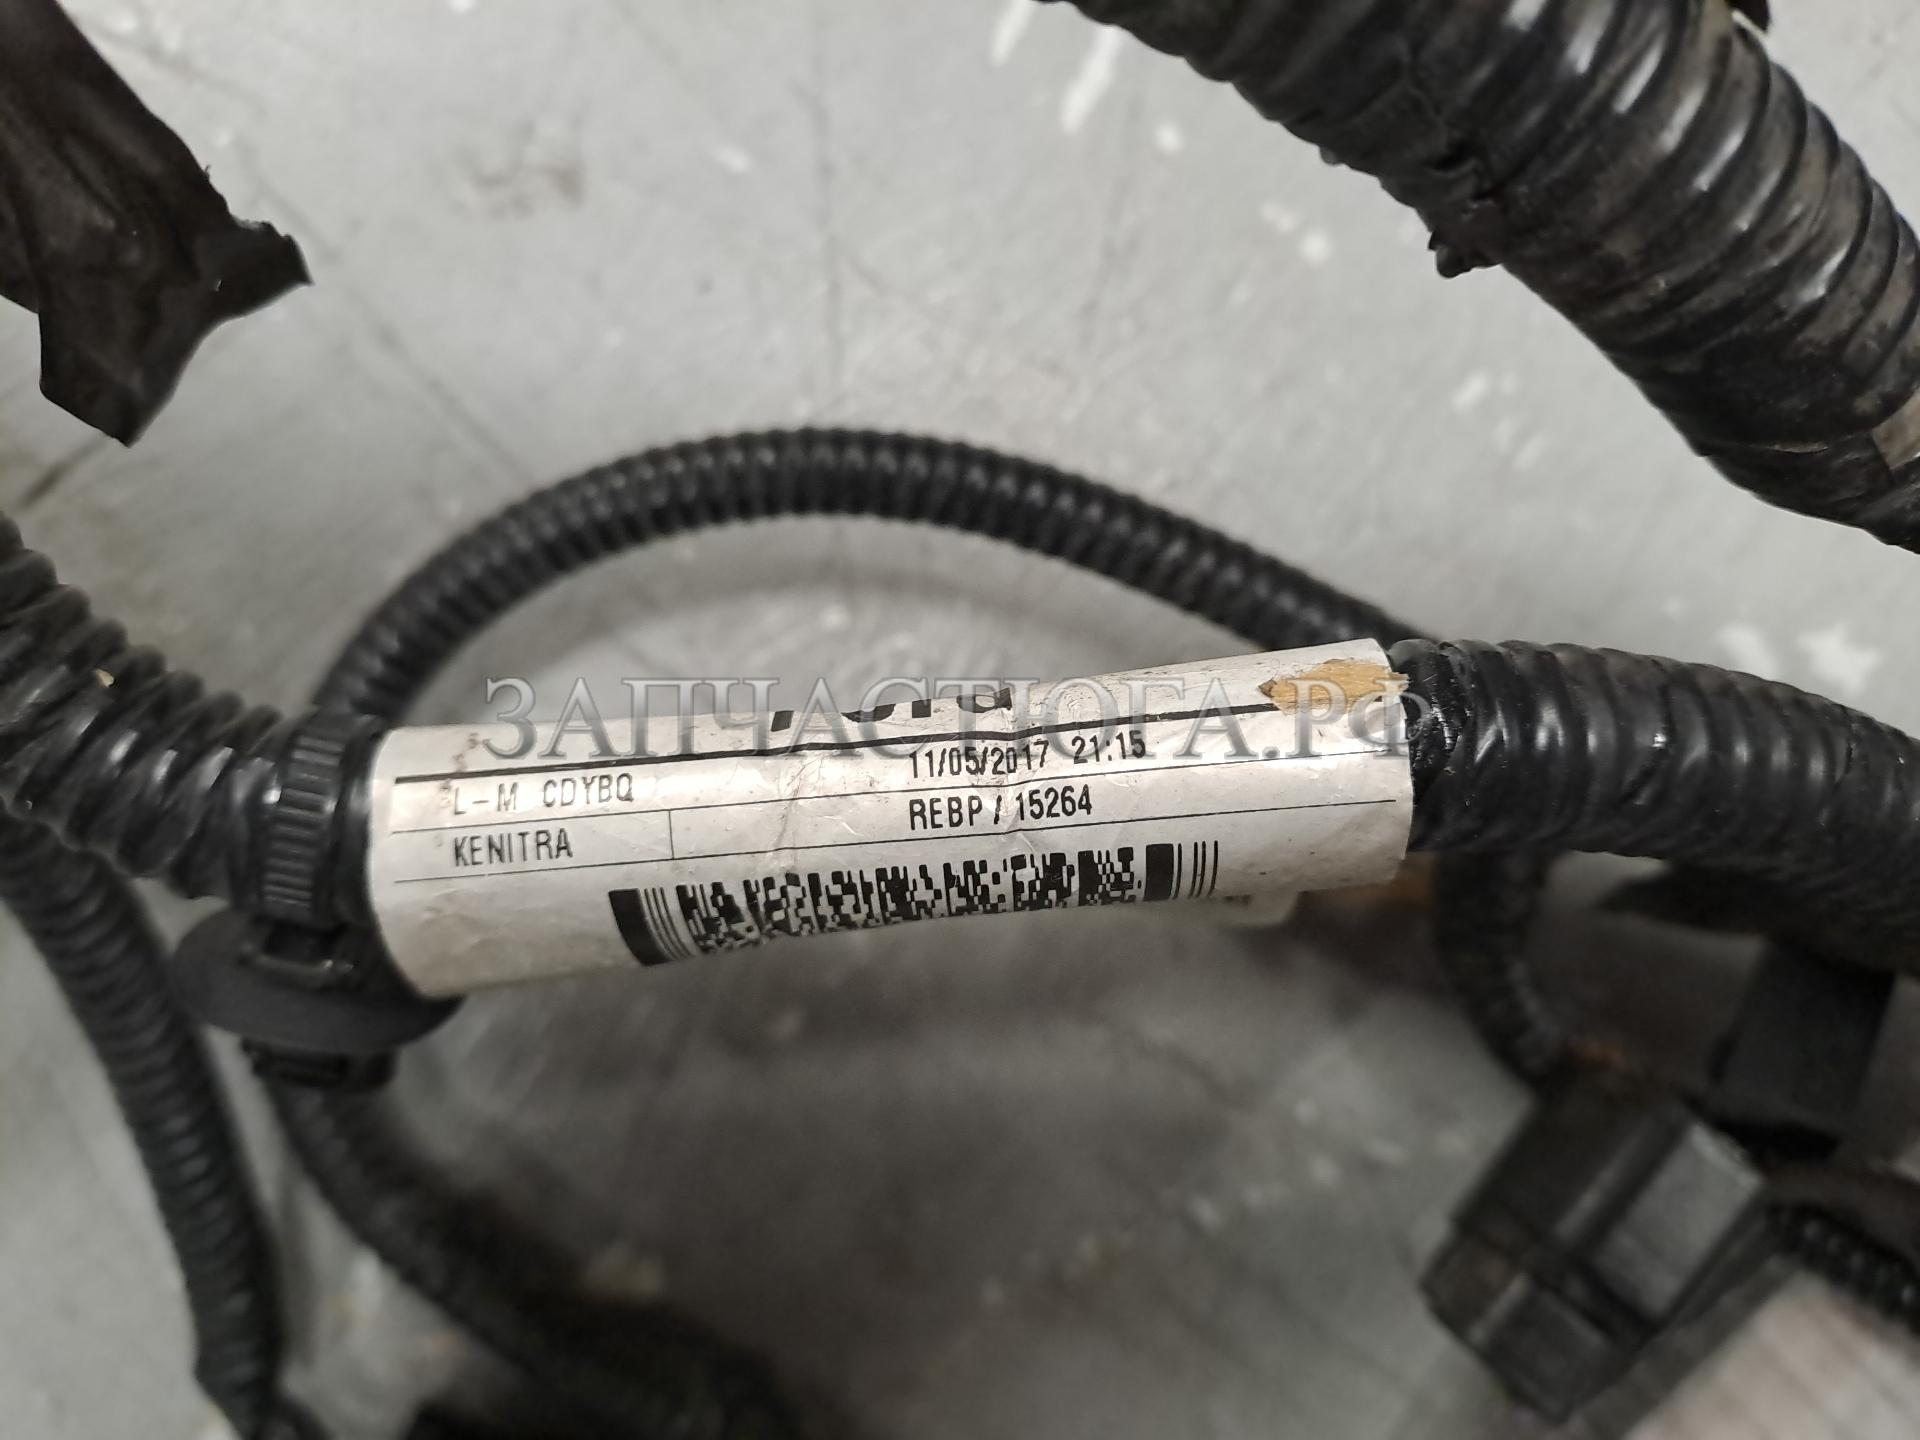 ЗАПЧАСТЮГА.РФ
L-M CDYBQ 11/05/2017 21:15
KENITRA REBP / 15264